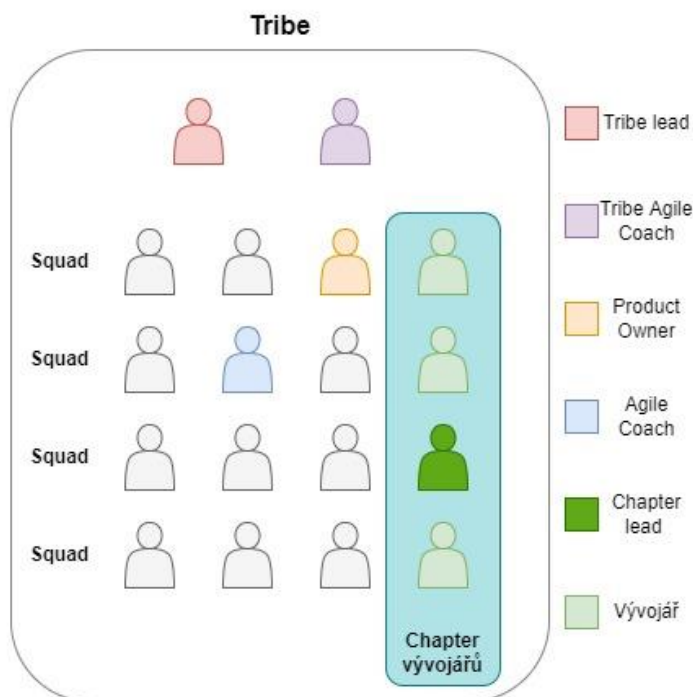 Tribe
Tribe lead
Tribe Agile
Coach
Squad
Product
Owner
Squad
Agile
Coach
Squad
Chapter
lead
Squad
Vývojář
Chapter
vývojářů